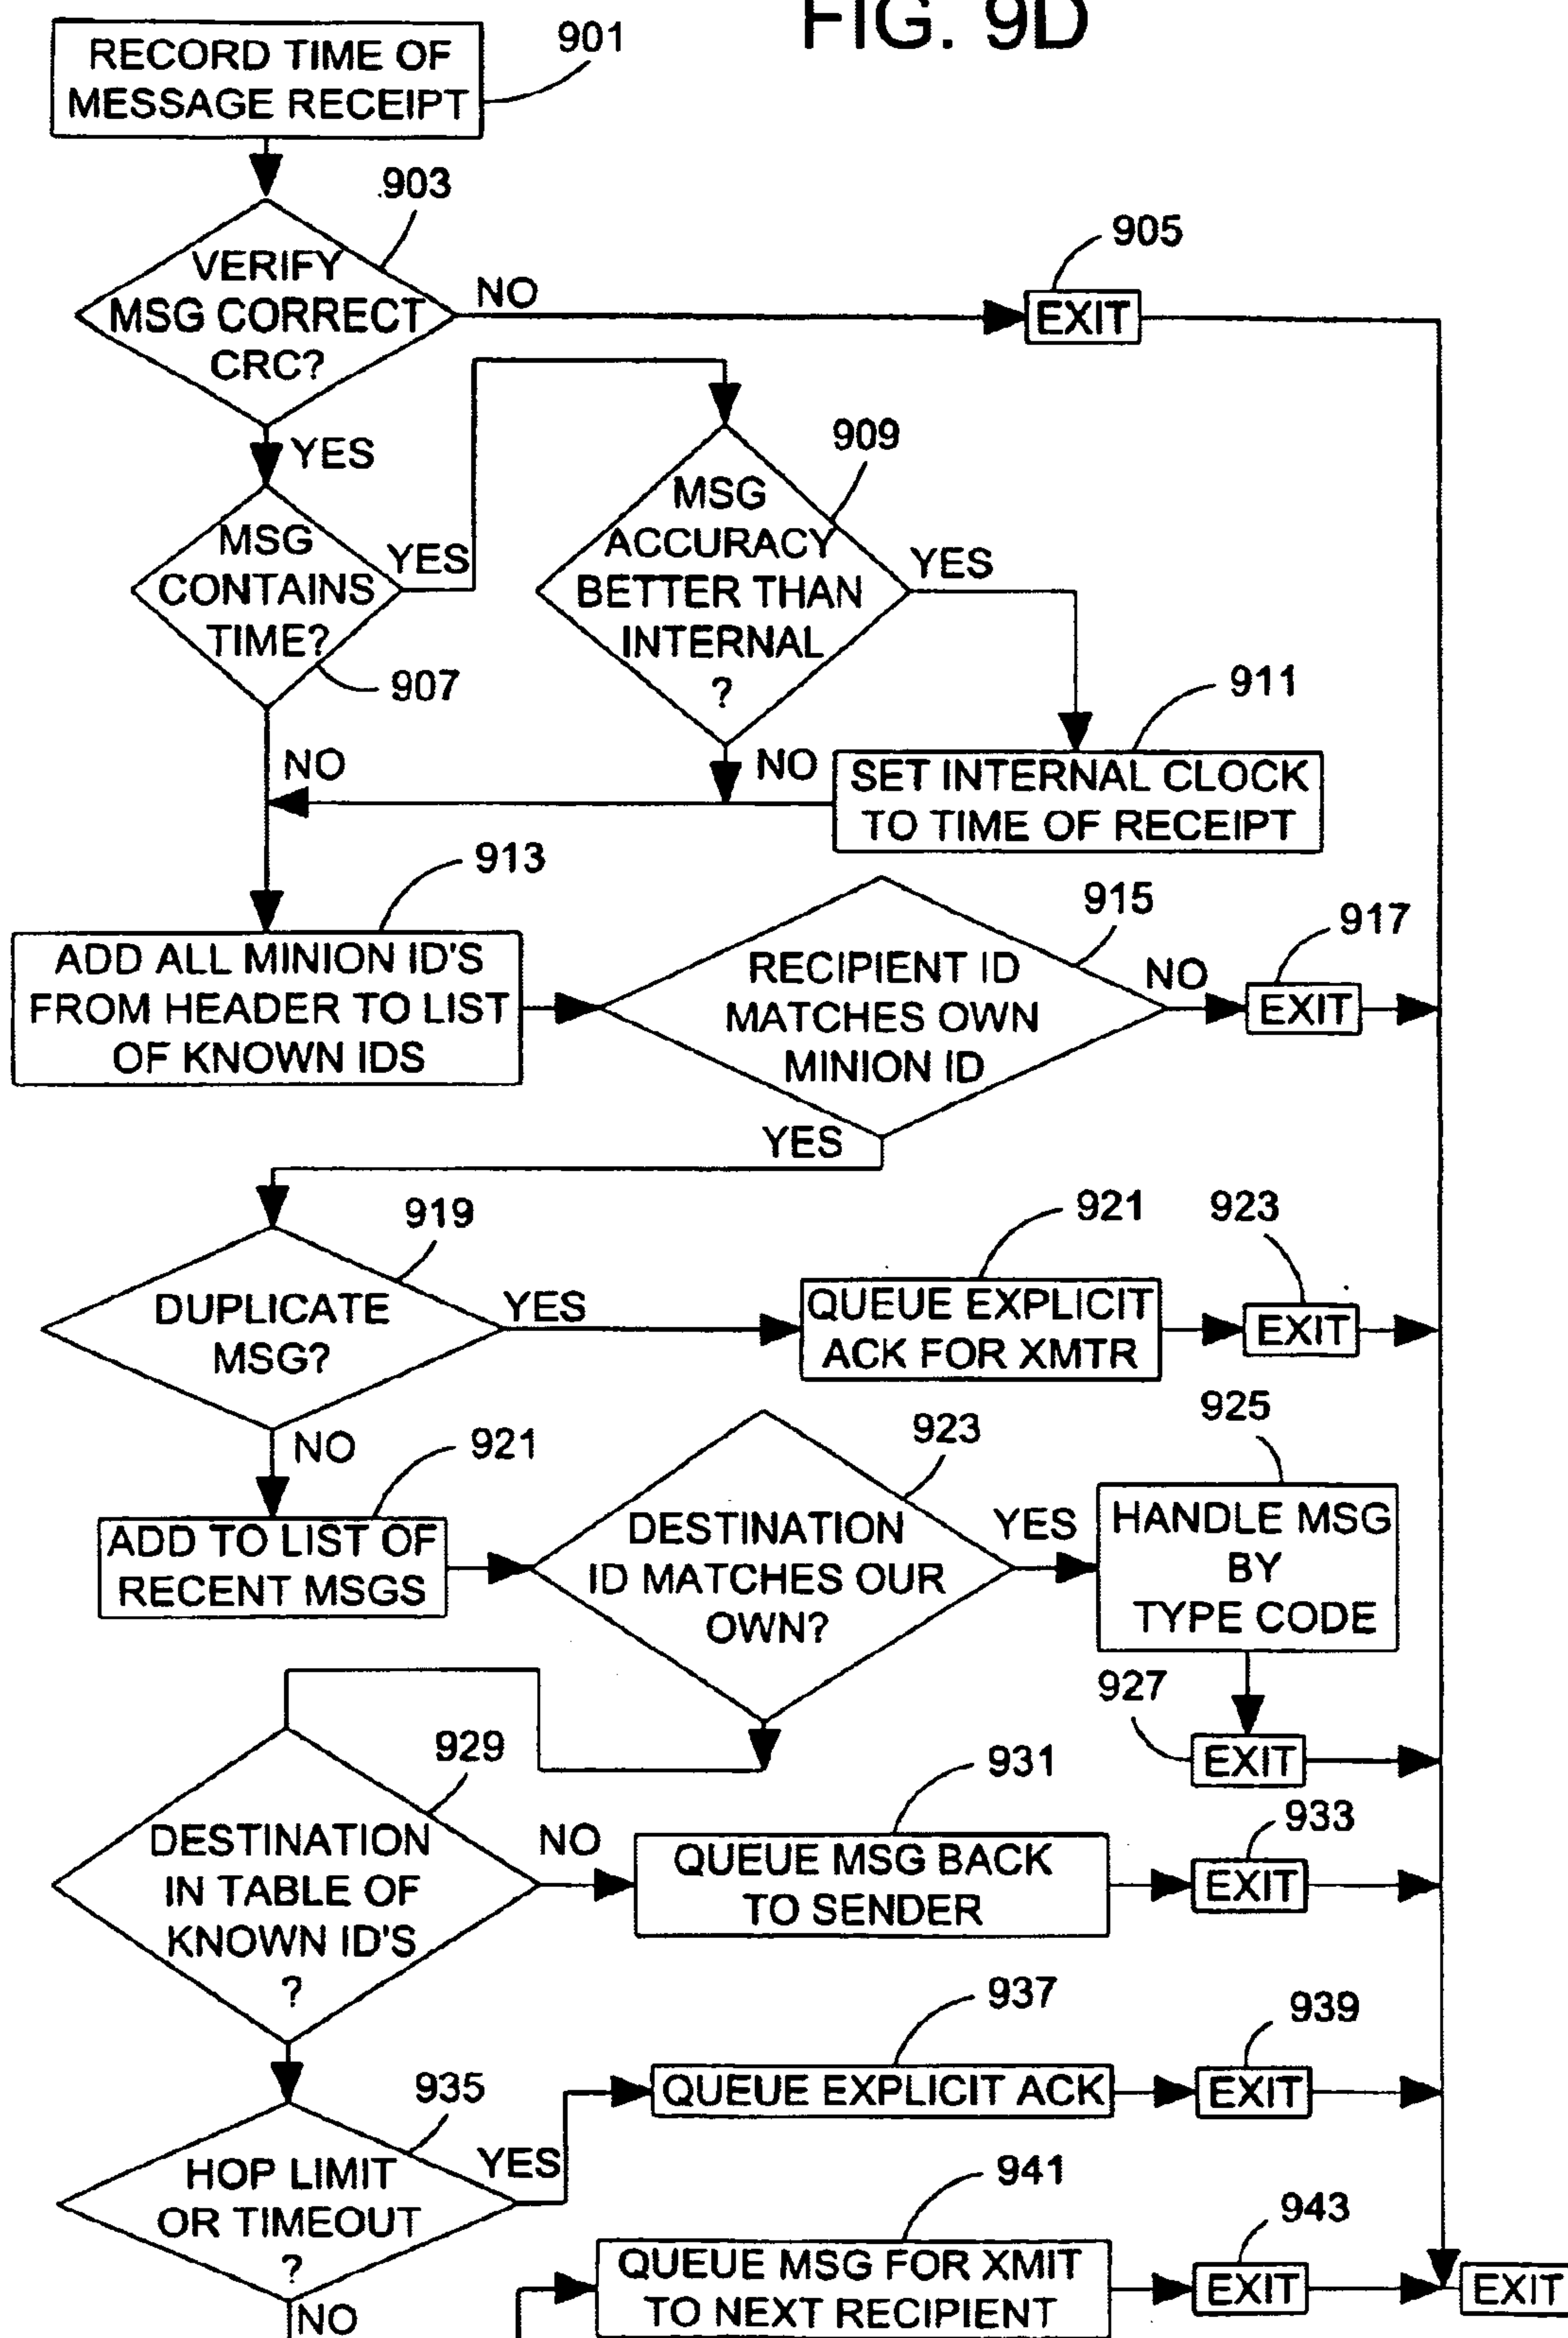 FIG. 9D
RECORD TIME OF
MESSAGE RECEIPT
901
903
VERIFY
MSG CORRECT
CRC?
NO
905
EXIT
YES
MSG
CONTAINS
TIME?
YES
907
909
MSG
ACCURACY
BETTER THAN
INTERNAL
?
YES
911
NO
NO
SET INTERNAL CLOCK
TO TIME OF RECEIPT
913
ADD ALL MINION ID'S
FROM HEADER TO LIST
OF KNOWN IDS
915
RECIPIENT ID
MATCHES OWN
MINION ID
NO
917
EXIT
YES
919
DUPLICATE
MSG?
YES
921
QUEUE EXPLICIT
ACK FOR XMTR
923
EXIT
NO
921
ADD TO LIST OF
RECENT MSGS
923
DESTINATION
ID MATCHES OUR
OWN?
YES
925
HANDLE MSG
BY
TYPE CODE
927
EXIT
929
DESTINATION
IN TABLE OF
KNOWN ID'S
?
NO
931
QUEUE MSG BACK
TO SENDER
933
EXIT
935
HOP LIMIT
OR TIMEOUT
?
YES
937
QUEUE EXPLICIT ACK
939
EXIT
NO
941
QUEUE MSG FOR XMIT
TO NEXT RECIPIENT
943
EXIT
EXIT